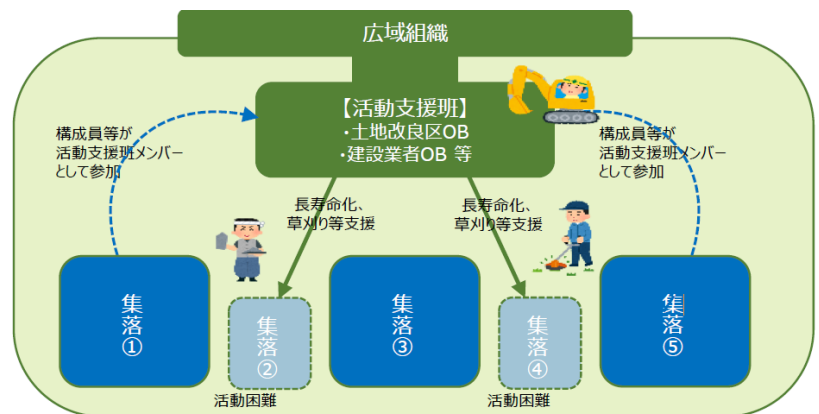 広域組織
【活動支援班】
・土地改良区OB
・建設業者OB 等
構成員等が
活動支援班メンバー
として参加
構成員等が
活動支援班メンバー
として参加
長寿命化、
草刈り等支援
長寿命化、
草刈り等支援
集落①
集落②
集落③
集落④
集落⑤
活動困難
活動困難